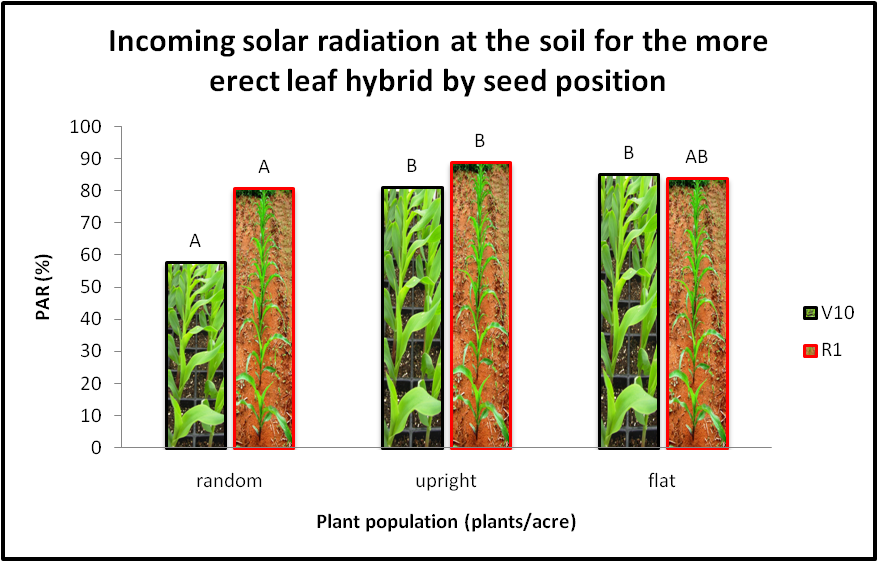 Incoming solar radiation at the soil for the more
erect leaf hybrid by seed position
100
90
80
70
60
50
40
30
20
10
0
PAR (%)
A
A
B
B
B
AB
random
upright
flat
Plant population (plants/acre)
V10
R1